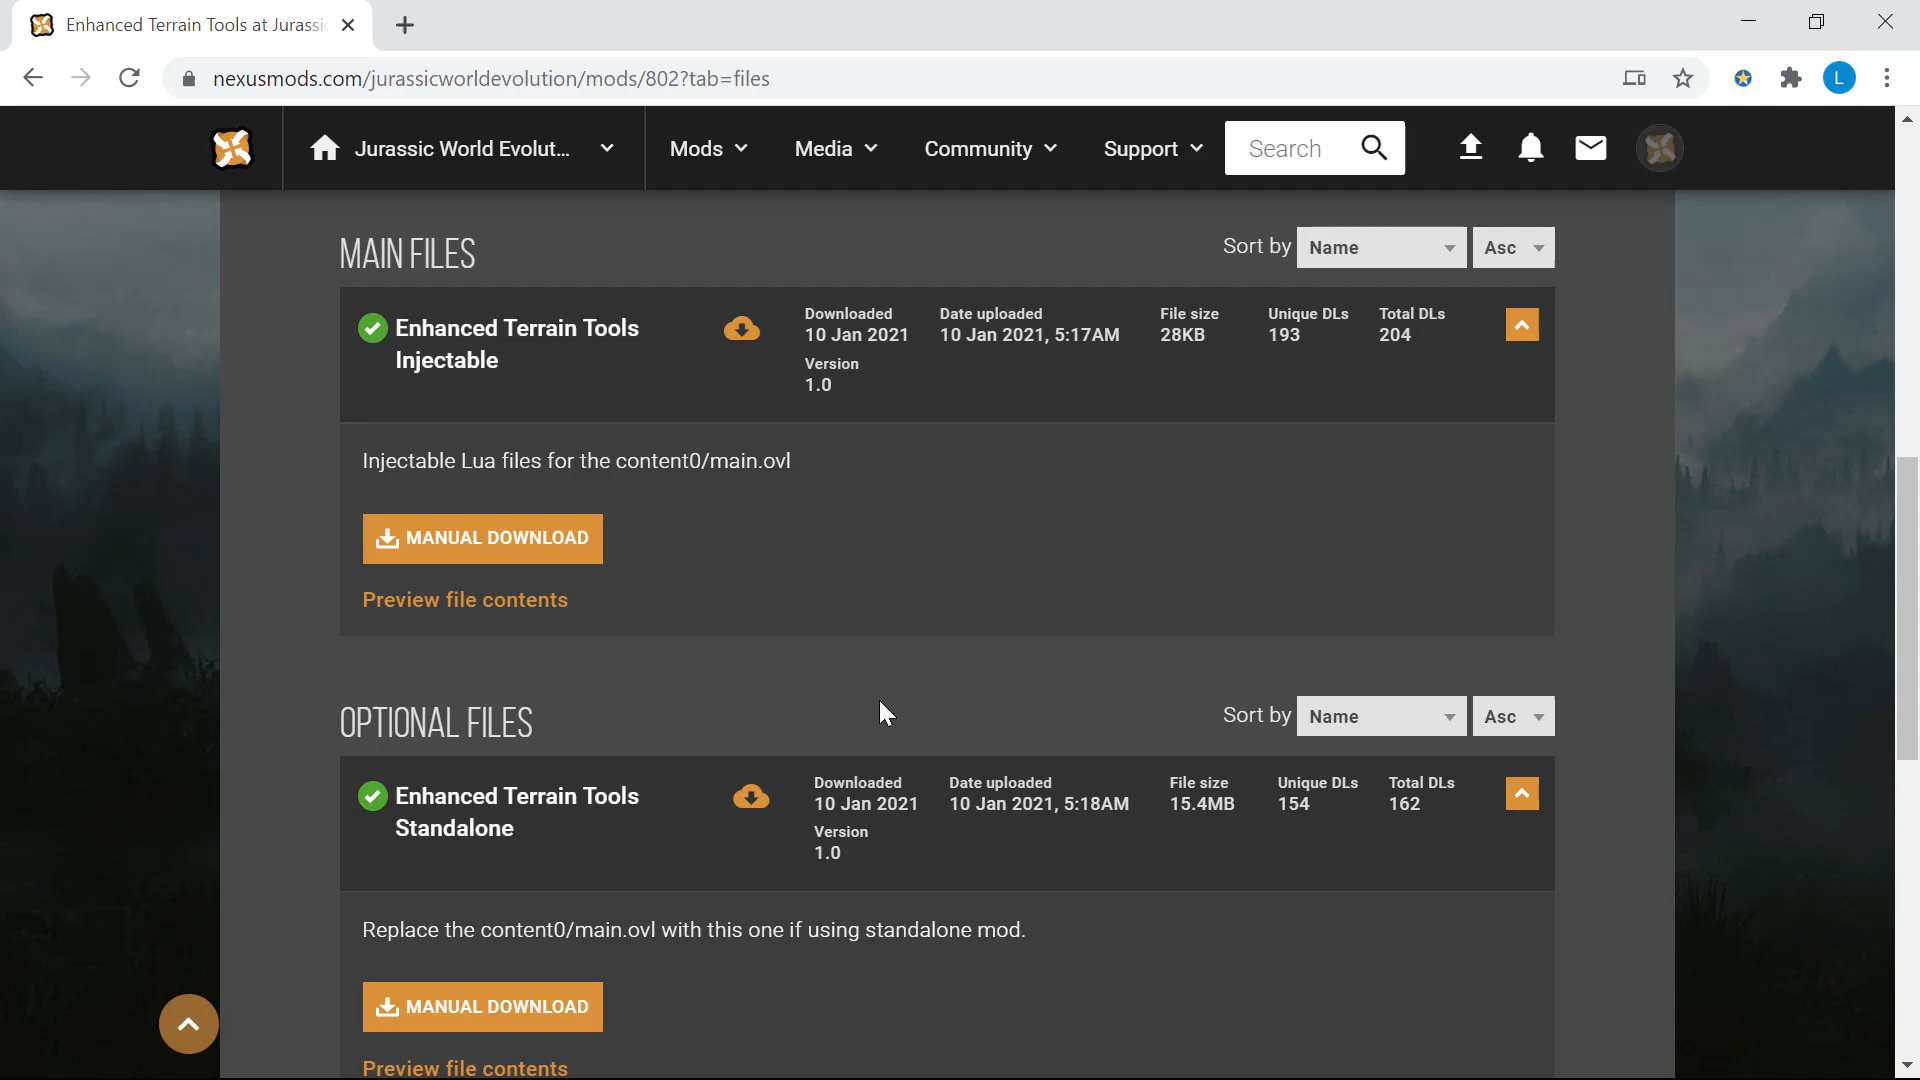 Enhanced Terrain Tools at Jurassi
nexusmods.com/jurassicworldevolution/mods/802?tab=files
L
Jurassic World Evolut...
Mods
Media
Community
Support
Search
MAIN FILES
Sort by
Name
Asc
Enhanced Terrain Tools
Injectable
Downloaded
10 Jan 2021
Date uploaded
10 Jan 2021, 5:17AM
File size
28KB
Unique DLs
193
Total DLs
204
Version
1.0
Injectable Lua files for the content0/main.ovl
MANUAL DOWNLOAD
Preview file contents
OPTIONAL FILES
Sort by
Name
Asc
Enhanced Terrain Tools
Standalone
Downloaded
10 Jan 2021
Date uploaded
10 Jan 2021, 5:18AM
File size
15.4MB
Unique DLs
154
Total DLs
162
Version
1.0
Replace the content0/main.ovl with this one if using standalone mod.
MANUAL DOWNLOAD
Preview file contents